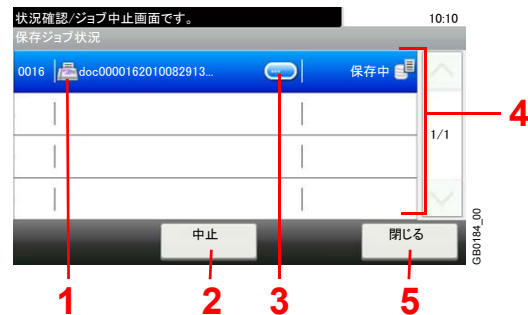 状況確認/ジョブ中止画面です。 10:10
保存ジョブ状況
0016 doc0000162010082913... 保存中
4
1/1
中止 閉じる
GB0184_00
1 2 3 5